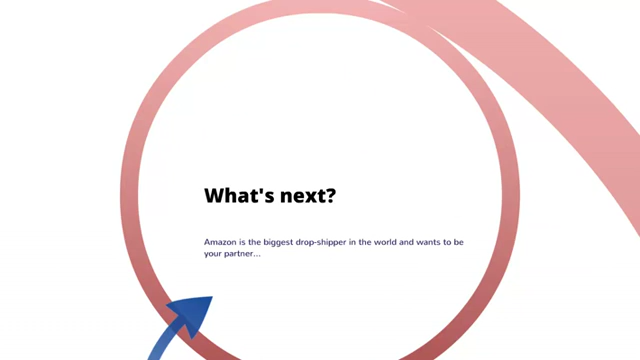 What's next?
Amazon is the biggest drop-shipper in the world and wants to be
your partner...